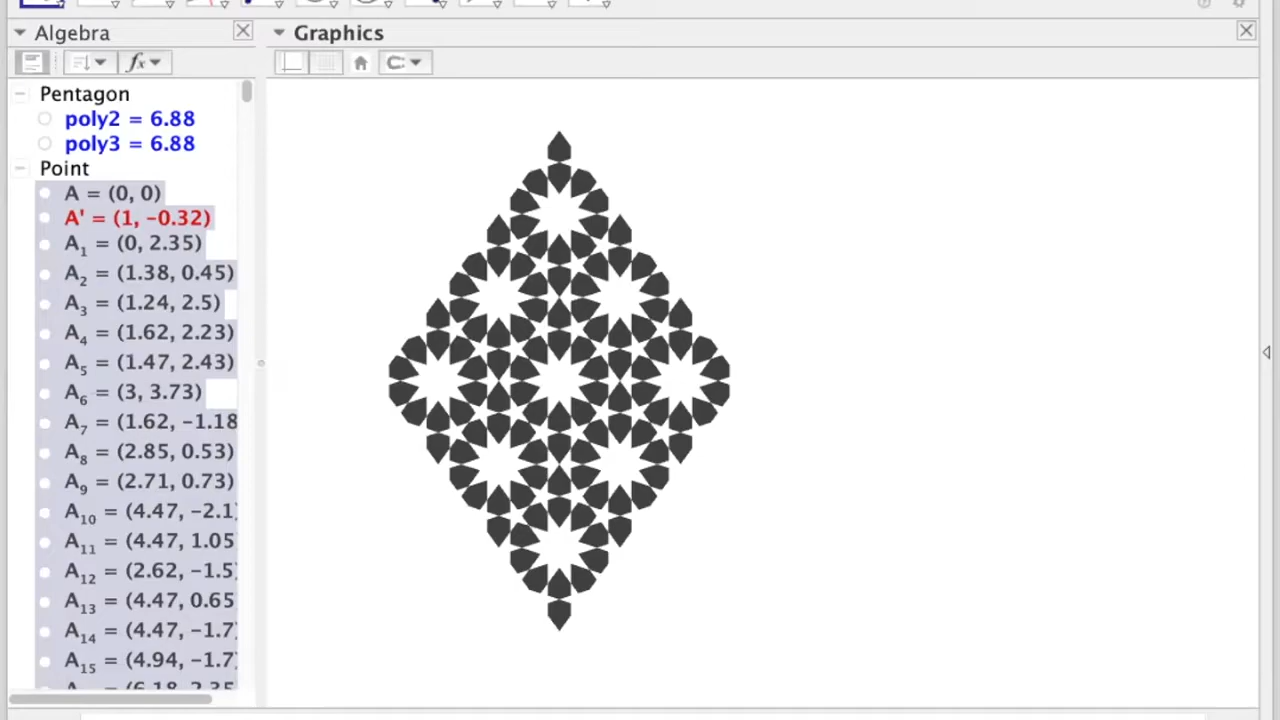 Algebra
Graphics
fx
Pentagon
poly2 = 6.88
poly3 = 6.88
Point
A = (0, 0)
A' = (1, −0.32)
A₁ = (0, 2.35)
A₂ = (1.38, 0.45)
A₃ = (1.24, 2.5)
A₄ = (1.62, 2.23)
A₅ = (1.47, 2.43)
A₆ = (3, 3.73)
A₇ = (1.62, −1.18
A₈ = (2.85, 0.53)
A₉ = (2.71, 0.73)
A₁₀ = (4.47, −2.1
A₁₁ = (4.47, 1.05
A₁₂ = (2.62, −1.5
A₁₃ = (4.47, 0.65
A₁₄ = (4.47, −1.7
A₁₅ = (4.94, −1.7